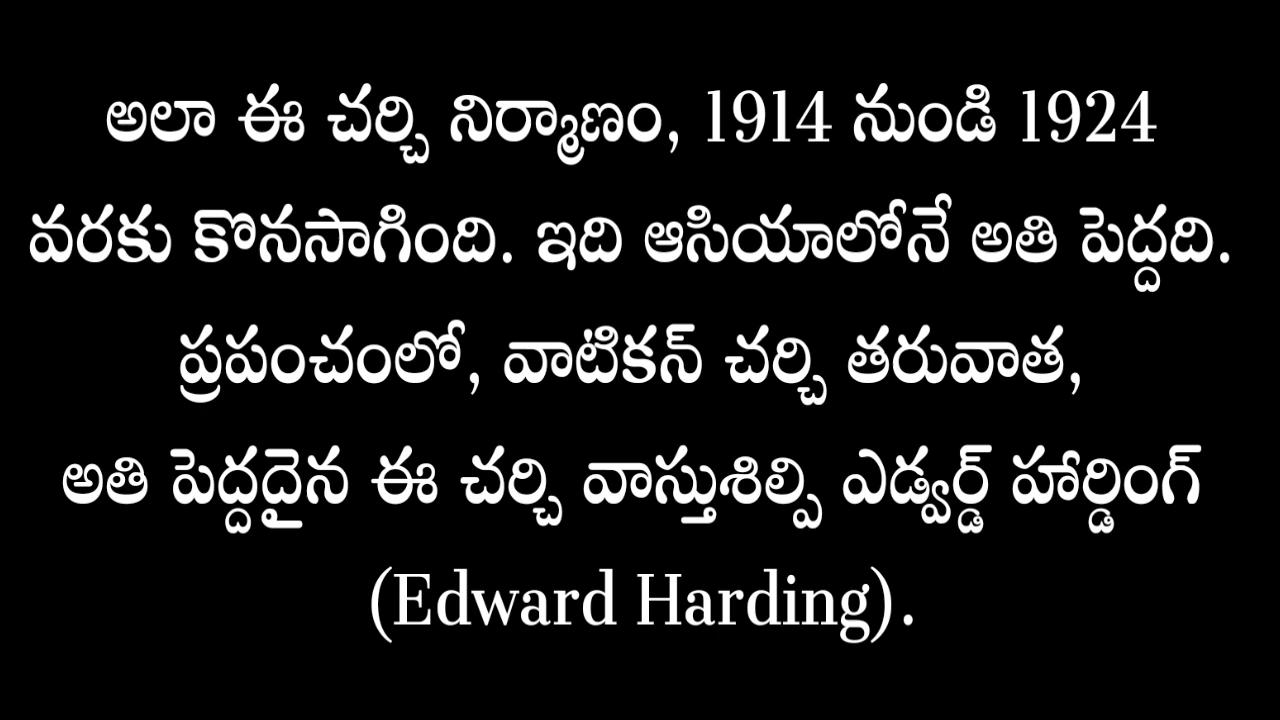 అలా ఈ చర్చి నిర్మాణం, 1914 నుండి 1924
వరకు కొనసాగింది. ఇది ఆసియాలోనే అతి పెద్దది.
ప్రపంచంలో, వాటికన్ చర్చి తరువాత,
అతి పెద్దదైన ఈ చర్చి వాస్తుశిల్పి ఎడ్వర్డ్ హార్డింగ్
(Edward Harding).